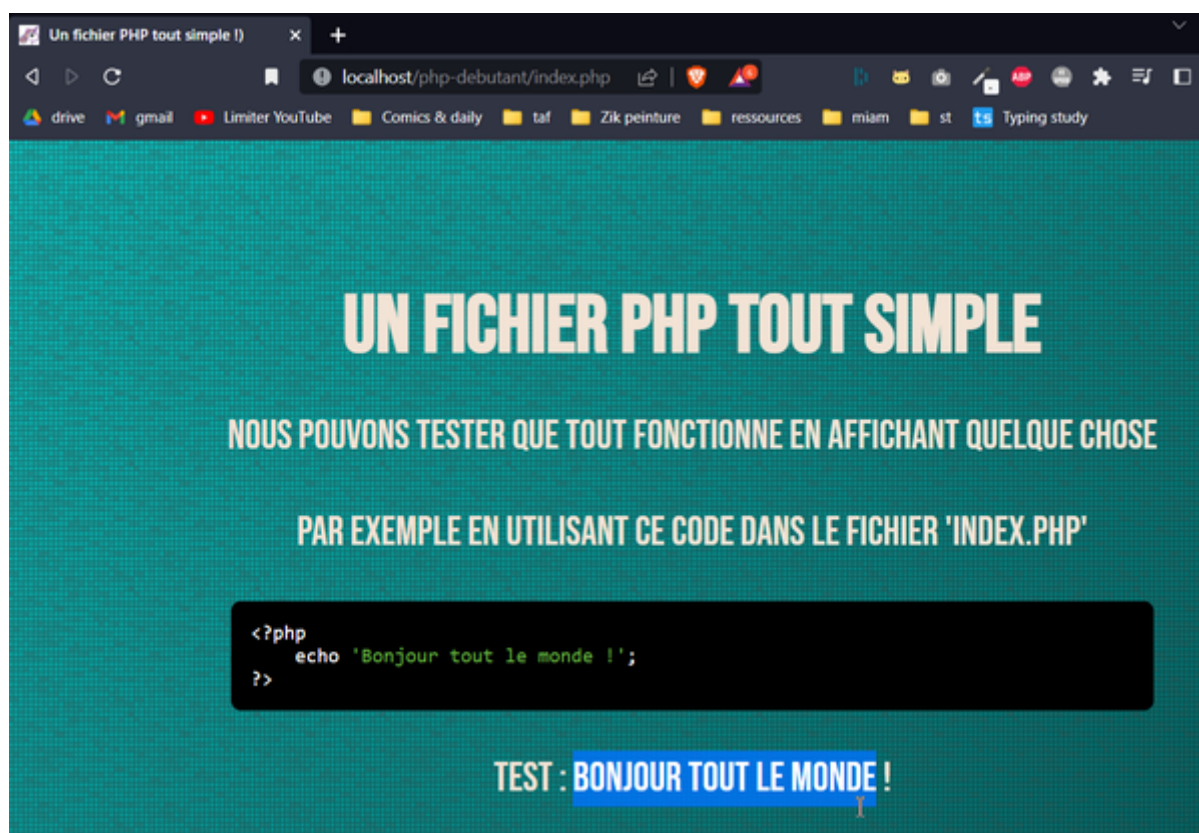 Un fichier PHP tout simple !)
localhost/php-debutant/index.php
ABP
drive gmail Limiter YouTube Comics & daily taf Zik peinture ressources miam st ts Typing study
UN FICHIER PHP TOUT SIMPLE
NOUS POUVONS TESTER QUE TOUT FONCTIONNE EN AFFICHANT QUELQUE CHOSE
PAR EXEMPLE EN UTILISANT CE CODE DANS LE FICHIER 'INDEX.PHP'
<?php
echo 'Bonjour tout le monde !';
?>
TEST : BONJOUR TOUT LE MONDE !